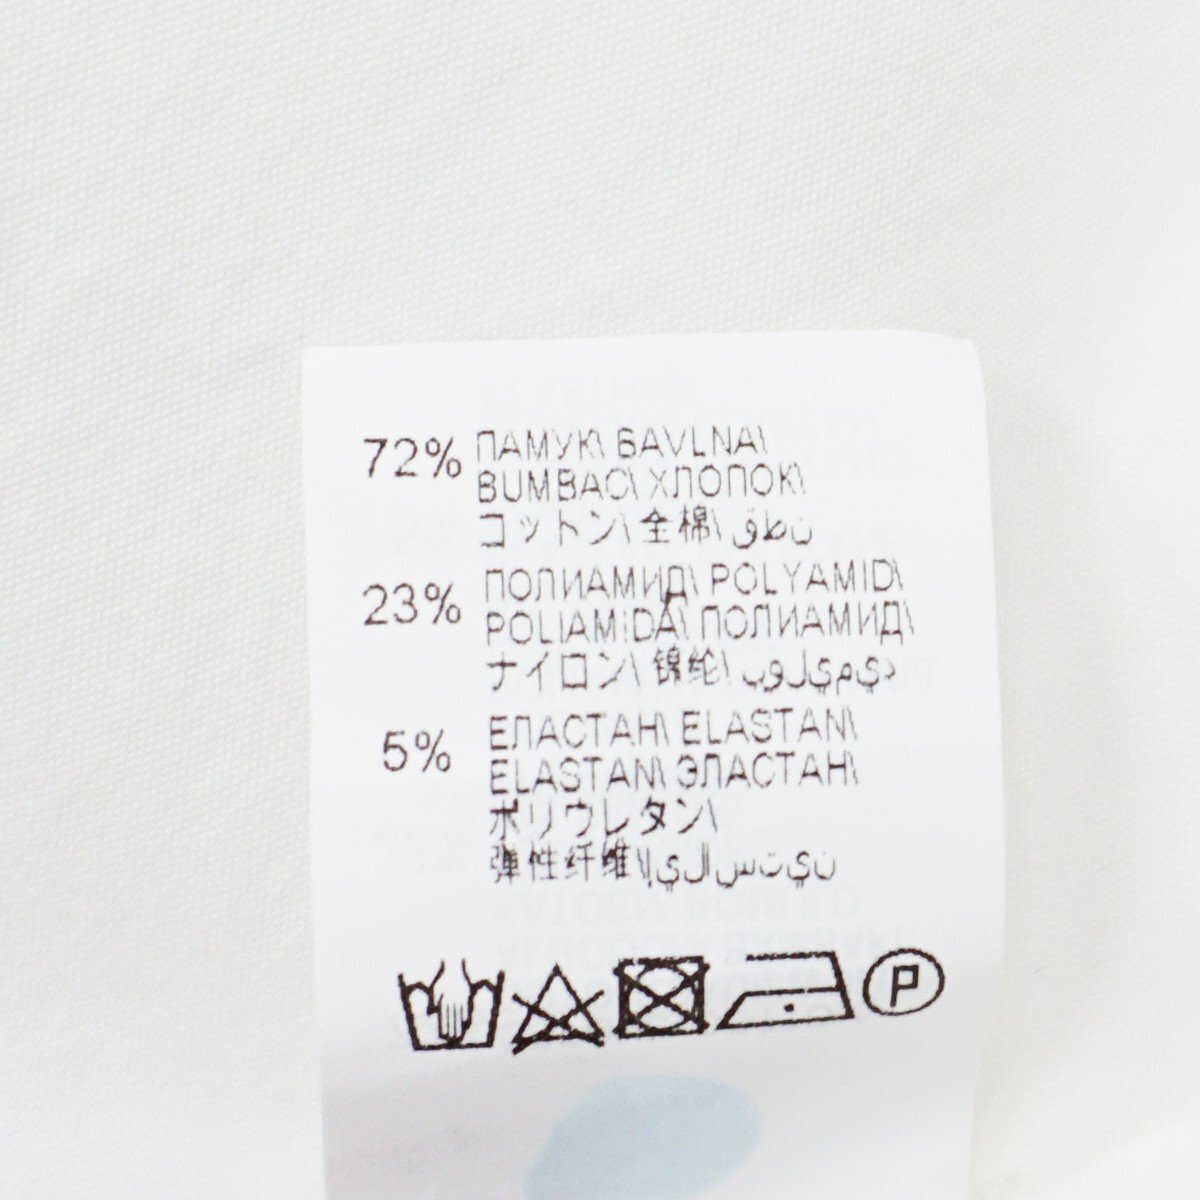 72% ПАМУК\ BAVLNA\
BUMBAC\ ХЛОПОК\
コットン\ 全棉\ قطن
23% ПОЛИАМИД\ POLYAMID\
POLIAMIDA\ ПОЛИАМИД\
ナイロン\ 锦纶\ بوليميد
5% ЕЛАСТАН\ ELASTAN\
ELASTAN\ ЭЛАСТАН\
ポリウレタン\
弹性纤维\ إيلاستين
P